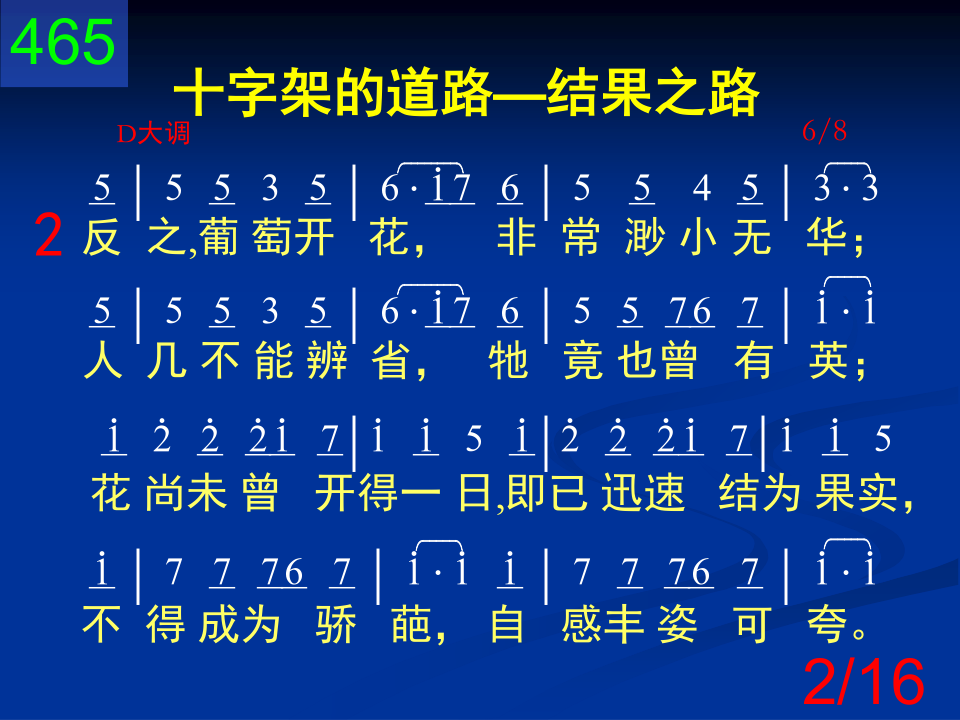 465
十字架的道路—结果之路
D大调 6/8
5 | 5 5 3 5 | 6 · i 7 6 | 5 5 4 5 | 3 · 3
2 反 之,葡 萄开 花， 非 常 渺 小 无 华；
5 | 5 5 3 5 | 6 · i 7 6 | 5 5 7 6 7 | i · i
人 几 不 能 辨 省， 牠 竟 也曾 有 英；
i 2̇ 2̇ 2̇ i 7 | i i 5 i | 2̇ 2̇ 2̇ i 7 | i i 5
花 尚未 曾 开得一 日,即已 迅速 结为 果实，
i | 7 7 7 6 7 | i · i i | 7 7 7 6 7 | i · i
不 得 成为 骄 葩， 自 感丰 姿 可 夸。
2/16